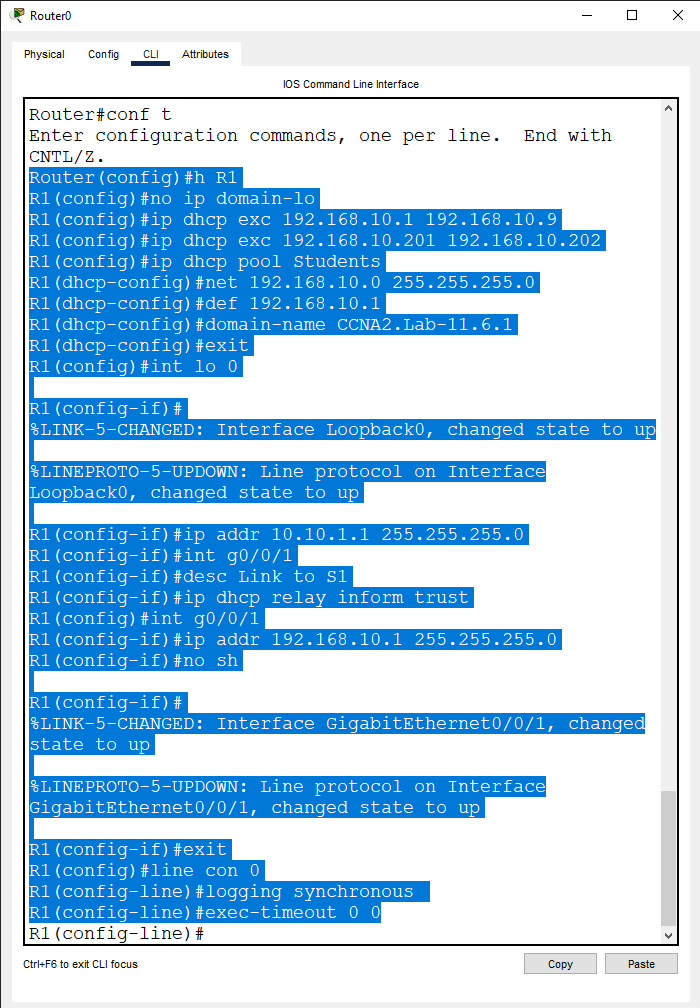 Router0
Physical Config CLI Attributes
IOS Command Line Interface
Router#conf t
Enter configuration commands, one per line.  End with
CNTL/Z.
Router(config)#h R1
R1(config)#no ip domain-lo
R1(config)#ip dhcp exc 192.168.10.1 192.168.10.9
R1(config)#ip dhcp exc 192.168.10.201 192.168.10.202
R1(config)#ip dhcp pool Students
R1(dhcp-config)#net 192.168.10.0 255.255.255.0
R1(dhcp-config)#def 192.168.10.1
R1(dhcp-config)#domain-name CCNA2.Lab-11.6.1
R1(dhcp-config)#exit
R1(config)#int lo 0
R1(config-if)#
%LINK-5-CHANGED: Interface Loopback0, changed state to up
%LINEPROTO-5-UPDOWN: Line protocol on Interface
Loopback0, changed state to up
R1(config-if)#ip addr 10.10.1.1 255.255.255.0
R1(config-if)#int g0/0/1
R1(config-if)#desc Link to S1
R1(config-if)#ip dhcp relay inform trust
R1(config)#int g0/0/1
R1(config-if)#ip addr 192.168.10.1 255.255.255.0
R1(config-if)#no sh
R1(config-if)#
%LINK-5-CHANGED: Interface GigabitEthernet0/0/1, changed
state to up
%LINEPROTO-5-UPDOWN: Line protocol on Interface
GigabitEthernet0/0/1, changed state to up
R1(config-if)#exit
R1(config)#line con 0
R1(config-line)#logging synchronous
R1(config-line)#exec-timeout 0 0
R1(config-line)#
Ctrl+F6 to exit CLI focus
Copy Paste